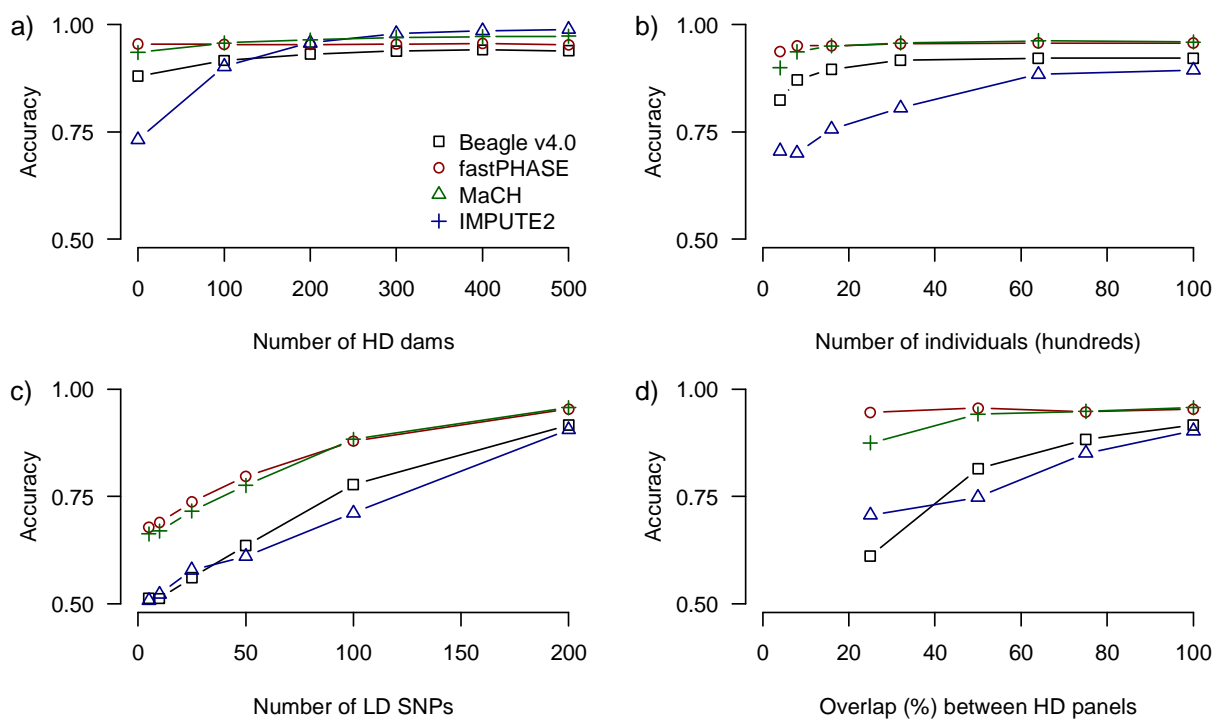 a)
1.00
0.75
0.50
Accuracy
Beagle v4.0
fastPHASE
MaCH
IMPUTE2
0 100 200 300 400 500
Number of HD dams
b)
1.00
0.75
0.50
Accuracy
0 20 40 60 80 100
Number of individuals (hundreds)
c)
1.00
0.75
0.50
Accuracy
0 50 100 150 200
Number of LD SNPs
d)
1.00
0.75
0.50
Accuracy
0 20 40 60 80 100
Overlap (%) between HD panels